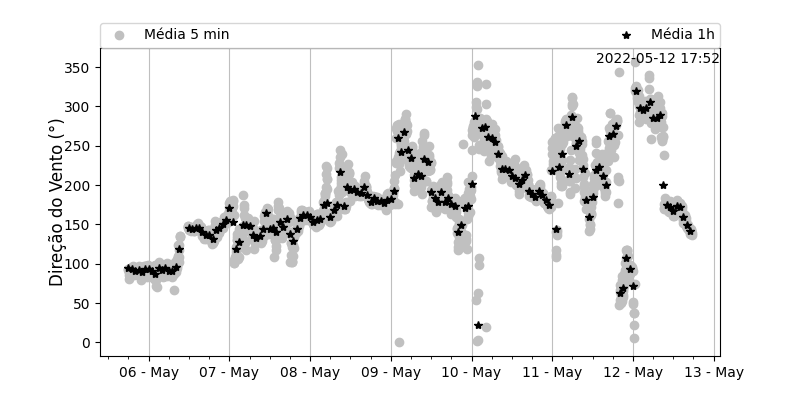 Média 5 min
Média 1h
2022-05-12 17:52
Direção do Vento (°)
350
300
250
200
150
100
50
0
06 - May
07 - May
08 - May
09 - May
10 - May
11 - May
12 - May
13 - May